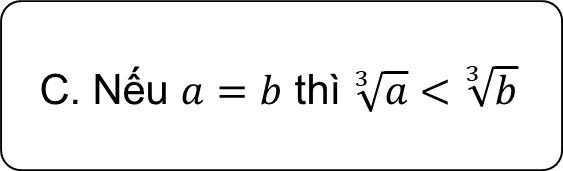 C. Nếu 𝑎 = 𝑏 thì ∛𝑎 < ∛𝑏